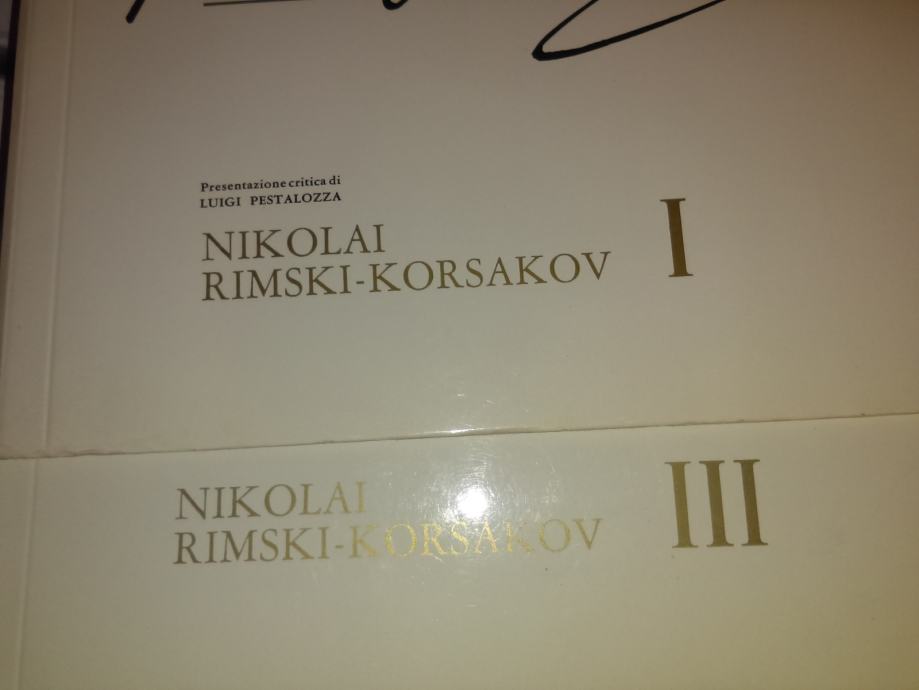 Presentazione critica di
LUIGI PESTALOZZA
NIKOLAI
RIMSKI-KORSAKOV I
NIKOLAI
RIMSKI-KORSAKOV III